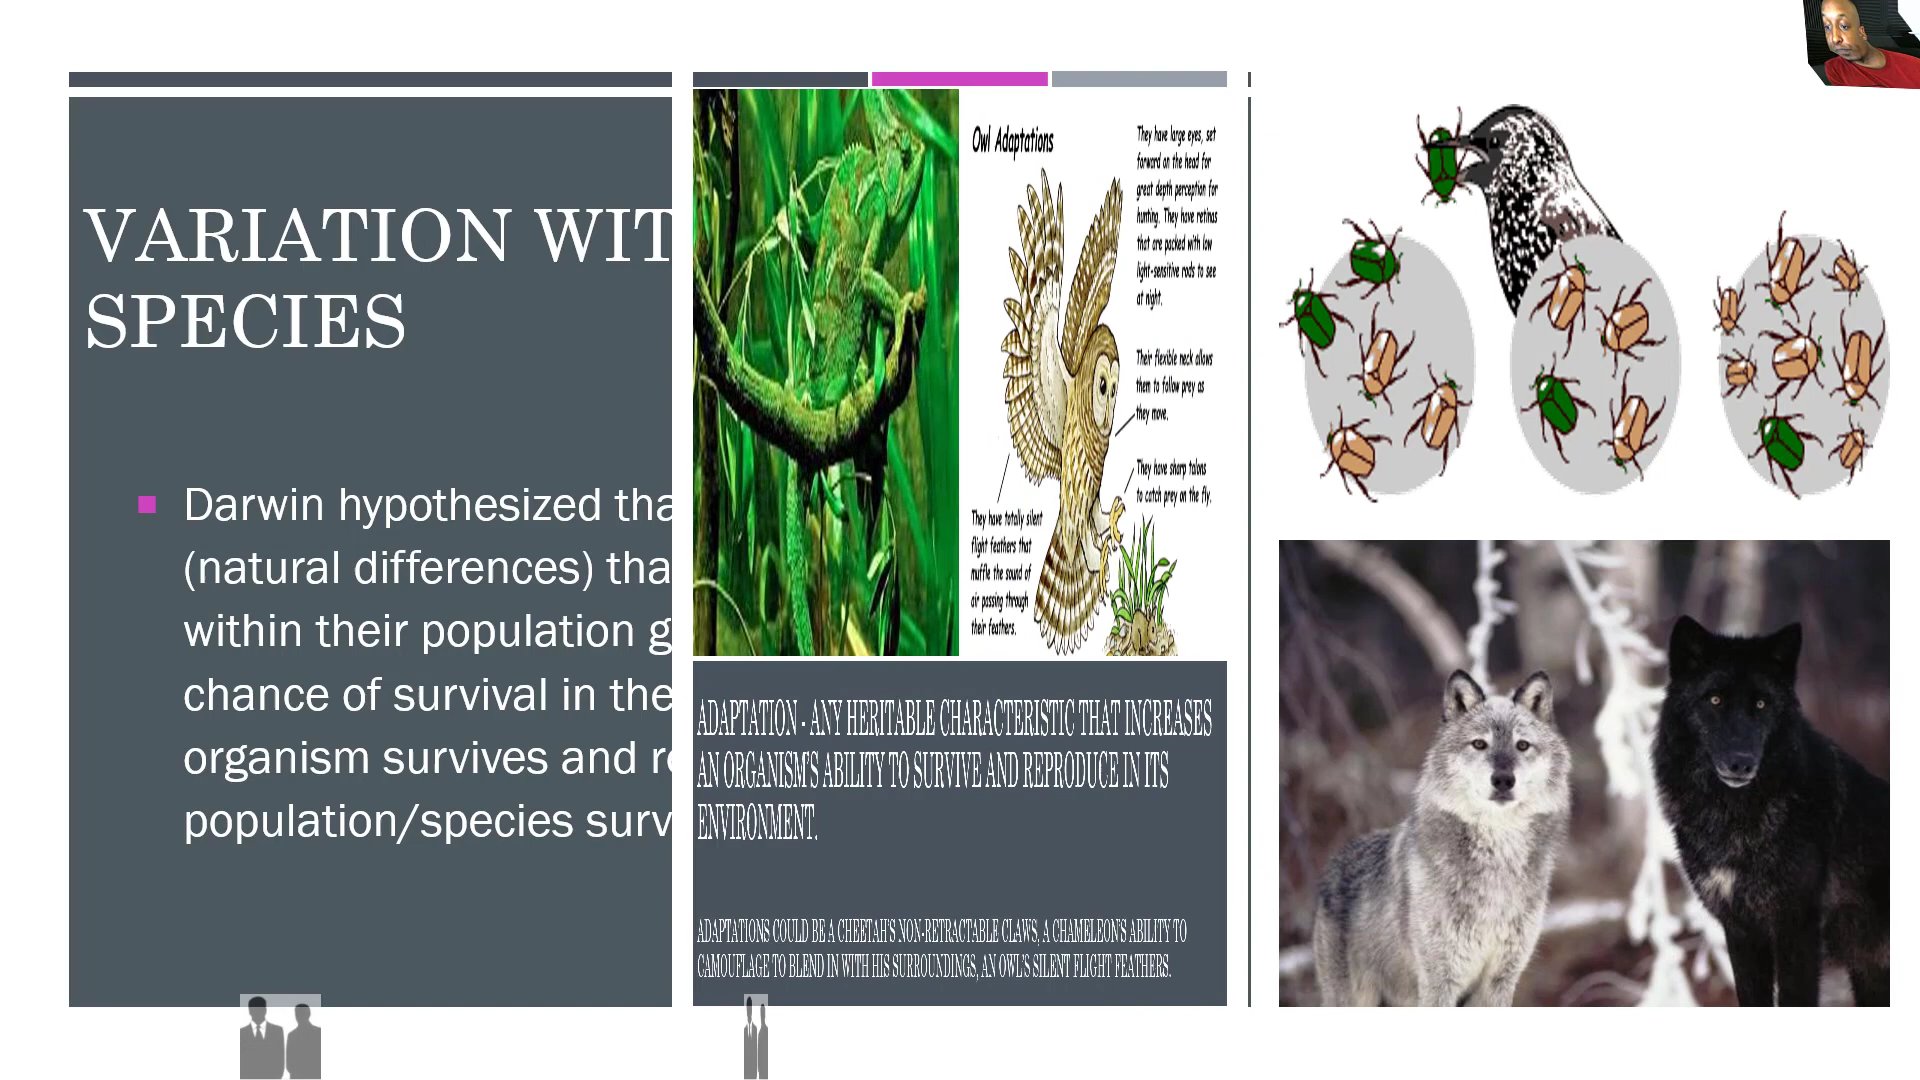 VARIATION WIT
SPECIES
Darwin hypothesized tha
(natural differences) tha
within their population g
chance of survival in the
organism survives and re
population/species surv
Owl Adaptations
They have large eyes, set
forward on the head for
great depth perception for
hunting. They have retinas
that are packed with low
light-sensitive rods to see
at night.
Their flexible neck allows
them to follow prey as
they move.
They have sharp talons
to catch prey on the fly.
They have totally silent
flight feathers that
muffle the sound of
air passing through
their feathers.
ADAPTATION - ANY HERITABLE CHARACTERISTIC THAT INCREASES
AN ORGANISM'S ABILITY TO SURVIVE AND REPRODUCE IN ITS
ENVIRONMENT.
ADAPTATIONS COULD BE A CHEETAH'S NON-RETRACTABLE CLAWS, A CHAMELEON'S ABILITY TO
CAMOUFLAGE TO BLEND IN WITH HIS SURROUNDINGS, AN OWL'S SILENT FLIGHT FEATHERS.